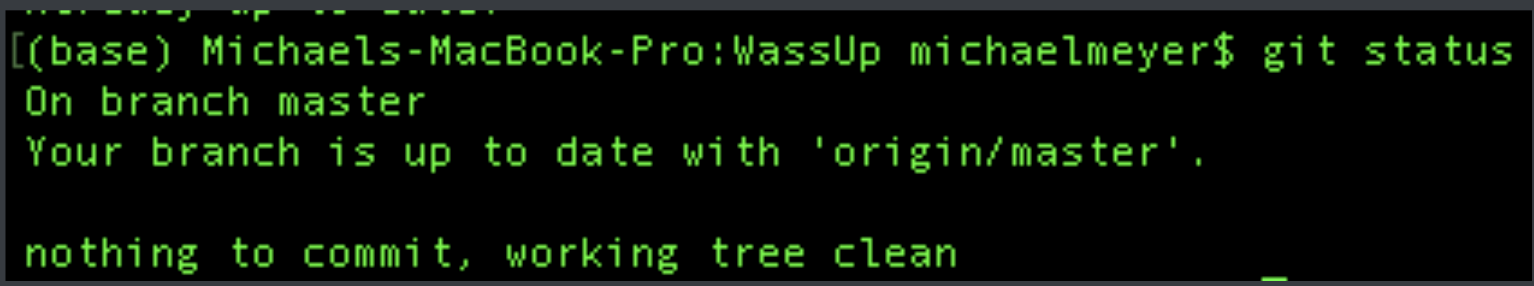 [(base) Michaels-MacBook-Pro:WassUp michaelmeyer$ git status
On branch master
Your branch is up to date with 'origin/master'.
nothing to commit, working tree clean